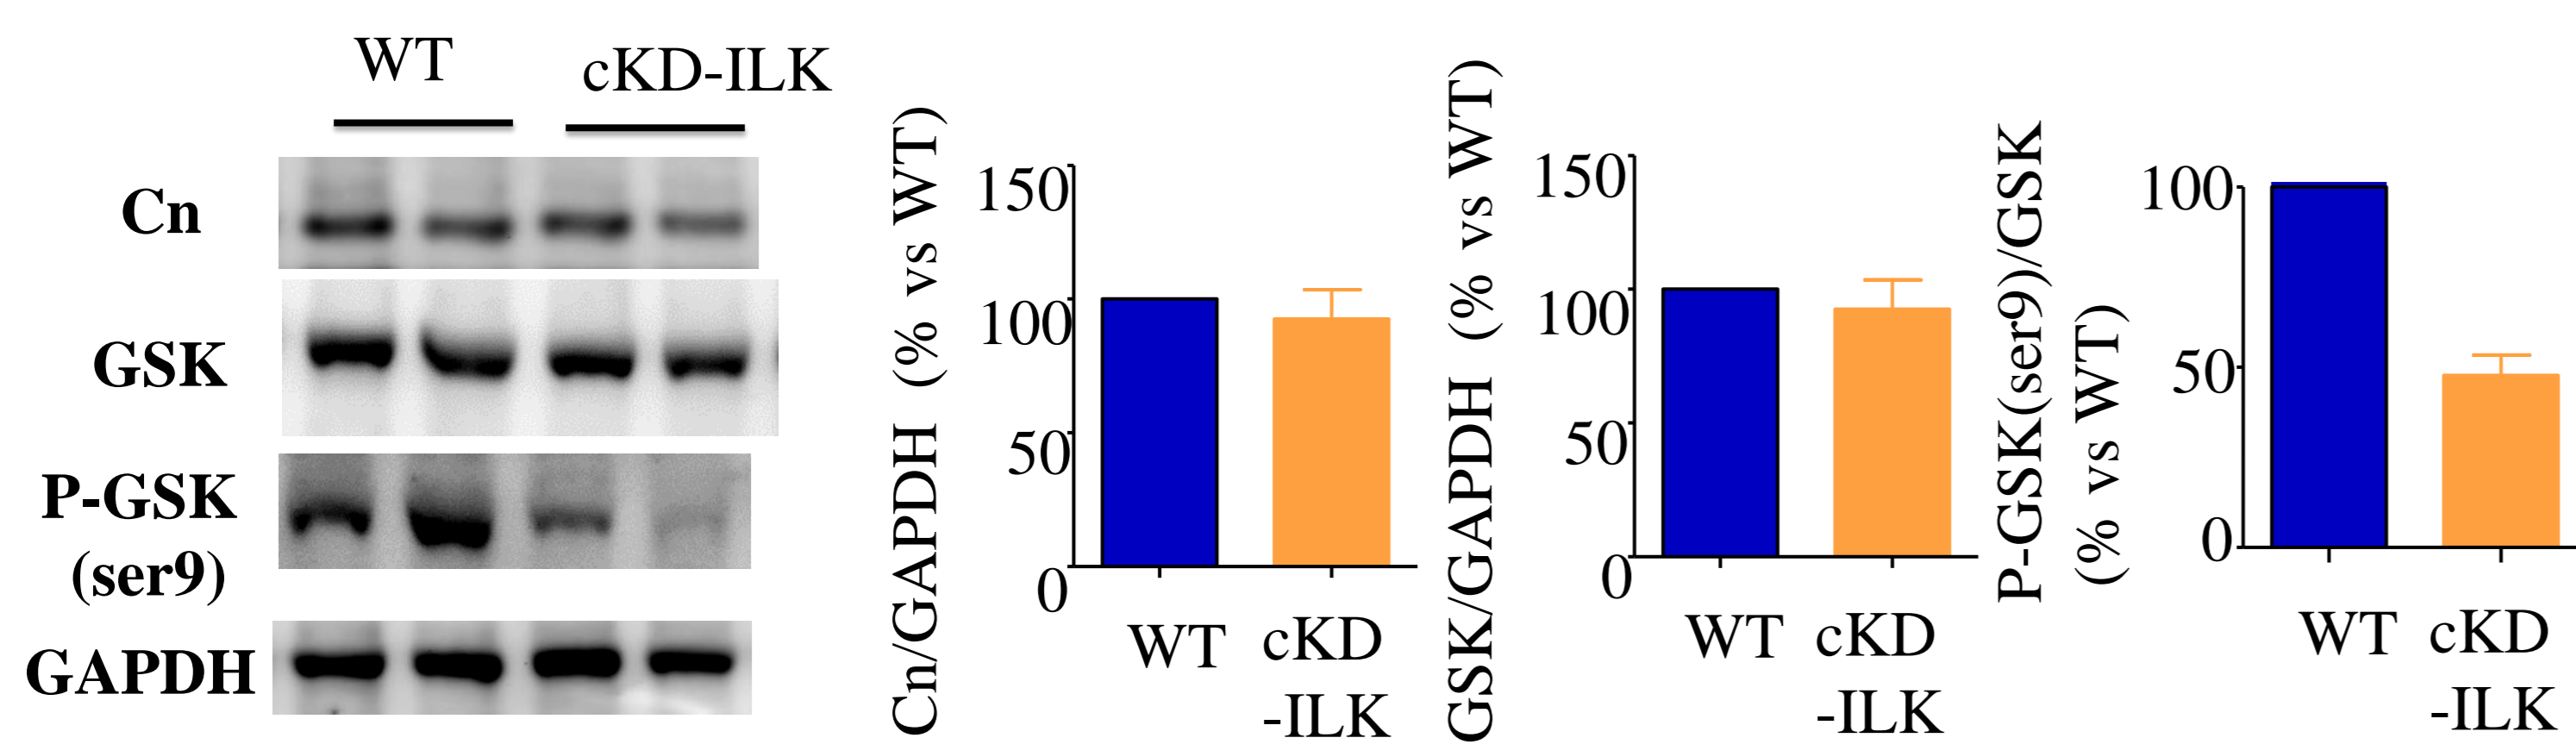 WT cKD-ILK
Cn
GSK
P-GSK
(ser9)
GAPDH
Cn/GAPDH (% vs WT)
150
100
50
0
WT cKD
-ILK
GSK/GAPDH (% vs WT)
150
100
50
0
WT cKD
-ILK
P-GSK(ser9)/GSK
(% vs WT)
100
50
0
WT cKD
-ILK